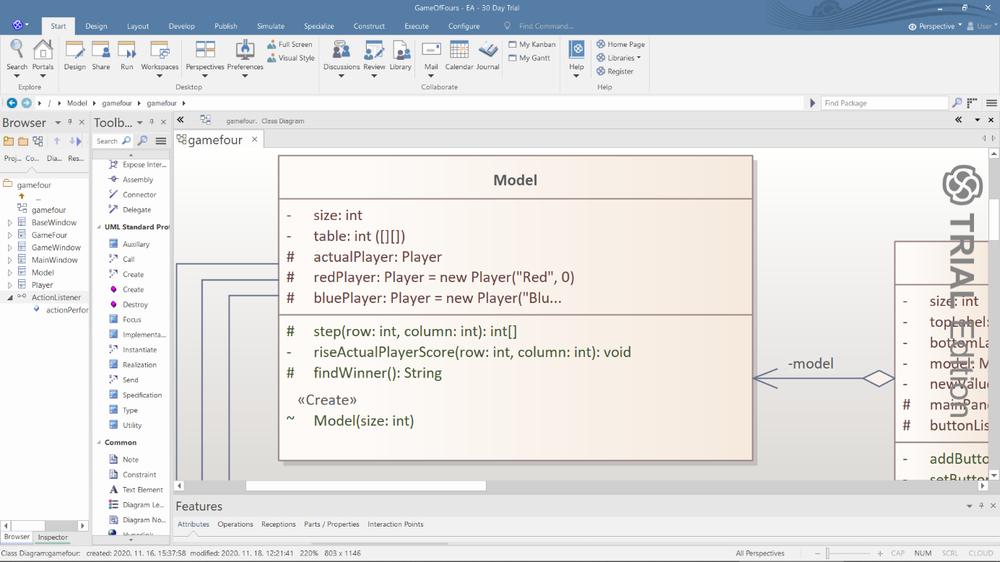 GameOfFours - EA - 30 Day Trial
Start Design Layout Develop Publish Simulate Specialize Construct Execute Configure Find Command... Perspective User
Search Portals Design Share Run Workspaces Perspectives Preferences Full Screen Visual Style Discussions Review Library Mail Calendar Journal My Kanban My Gantt Help Home Page Libraries Register
Explore Desktop Collaborate Help
/ Model gamefour gamefour Find Package
Browser
Proj... Co... Dia... Res...
gamefour
...
gamefour
BaseWindow
GameFour
GameWindow
MainWindow
Model
Player
ActionListener
actionPerfor
Browser Inspector
Toolb...
Search
Expose Inter...
Assembly
Connector
Delegate
UML Standard Pro
Auxillary
Call
Create
Create
Destroy
Focus
Implementa...
Instantiate
Realization
Send
Specification
Type
Utility
Common
Note
Constraint
Text Element
Diagram Le...
Diagram No...
Hyperlink
gamefour. Class Diagram
gamefour
Model
- size: int
- table: int ([][])
# actualPlayer: Player
# redPlayer: Player = new Player("Red", 0)
# bluePlayer: Player = new Player("Blu...
# step(row: int, column: int): int[]
- riseActualPlayerScore(row: int, column: int): void
# findWinner(): String
«Create»
~ Model(size: int)
-model
- size: int
- topLabel:
- bottomLa
- model: M
- newValue
# mainPan
# buttonLis
- addButto
- setButton
TRIAL Edition
Features
Attributes Operations Receptions Parts / Properties Interaction Points
Class Diagram:gamefour: created: 2020. 11. 16. 15:37:58 modified: 2020. 11. 18. 12:21:41 220% 803 x 1146 All Perspectives CAP NUM SCRL CLOUD